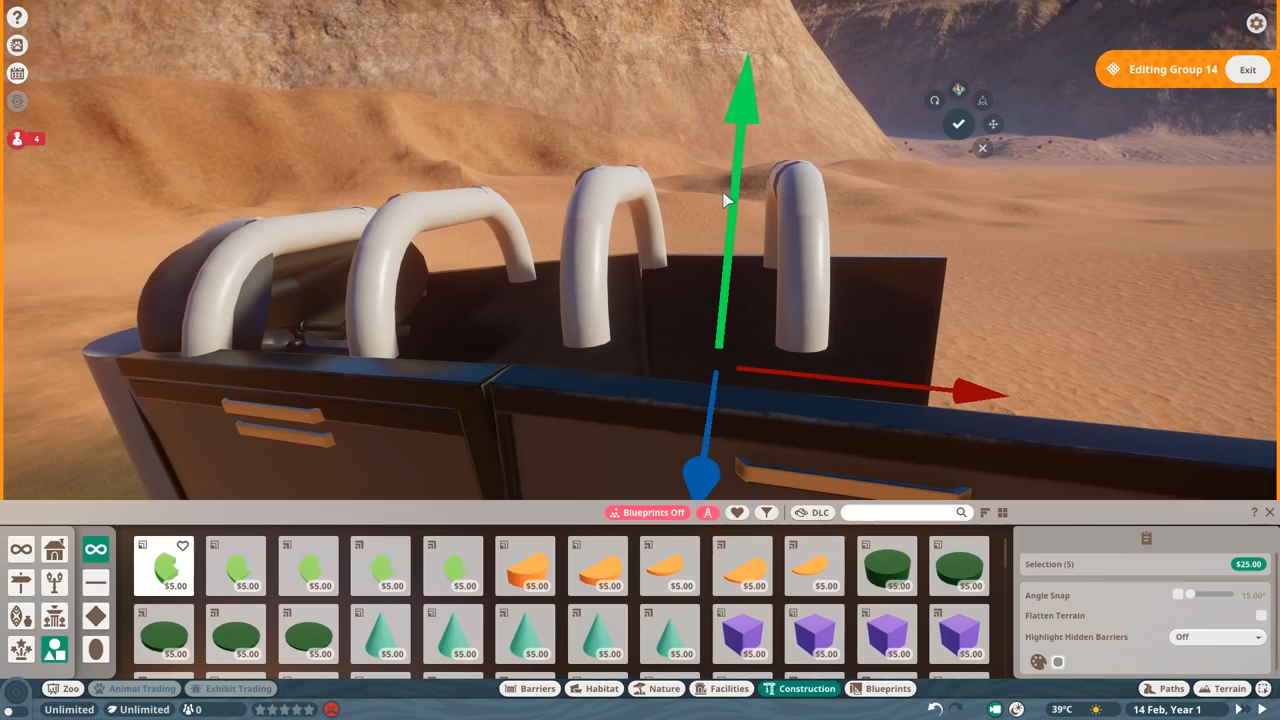 ?
Editing Group 14
Exit
4
Blueprints Off
DLC
?
$5.00 $5.00 $5.00 $5.00 $5.00 $5.00 $5.00 $5.00 $5.00 $5.00 $5.00 $5.00
$5.00 $5.00 $5.00 $5.00 $5.00 $5.00 $5.00 $5.00 $5.00 $5.00 $5.00 $5.00
Selection (5)
$25.00
Angle Snap
15.00°
Flatten Terrain
Highlight Hidden Barriers
Off
Zoo
Animal Trading
Exhibit Trading
Barriers
Habitat
Nature
Facilities
Construction
Blueprints
Paths
Terrain
Unlimited
Unlimited
0
39°C
14 Feb, Year 1